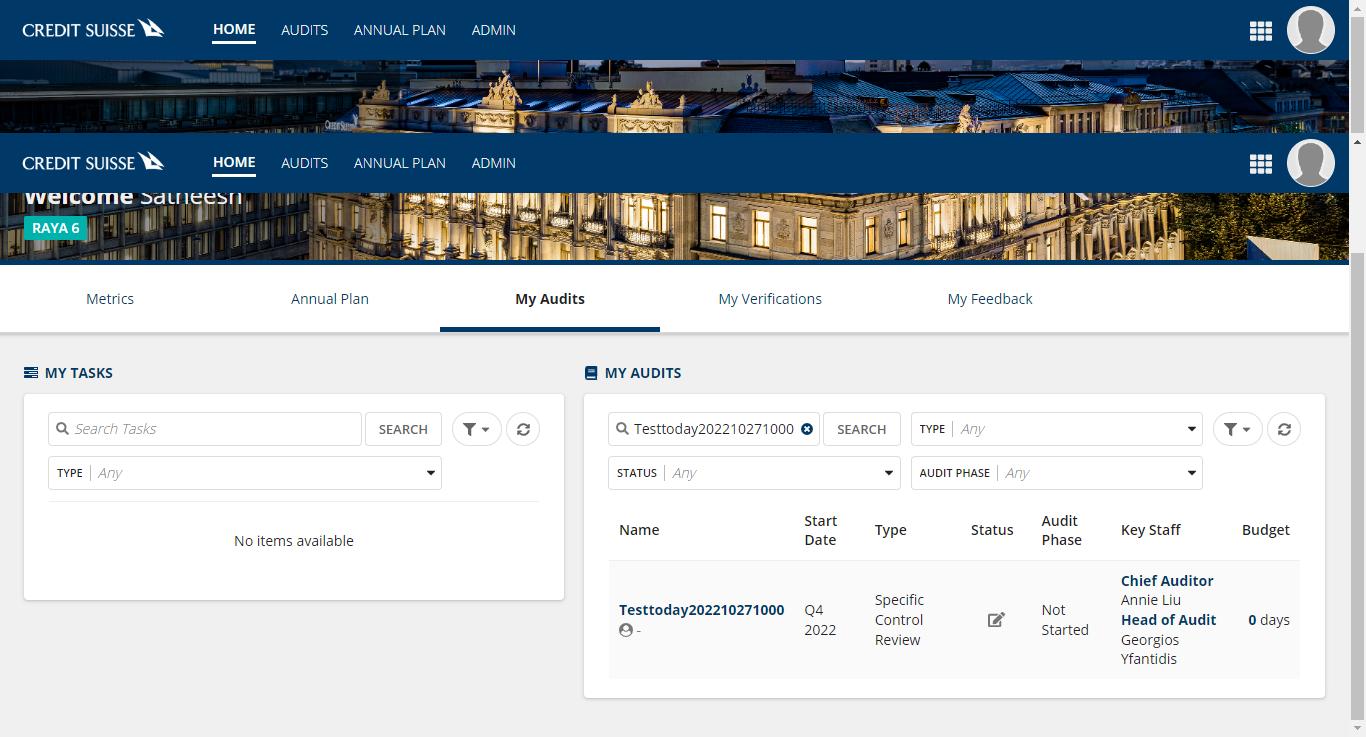 CREDIT SUISSE HOME AUDITS ANNUAL PLAN ADMIN
CREDIT SUISSE HOME AUDITS ANNUAL PLAN ADMIN
Welcome Satheesh
RAYA 6
Metrics Annual Plan My Audits My Verifications My Feedback
MY TASKS
Search Tasks SEARCH
TYPE Any
No items available
MY AUDITS
Testtoday202210271000 SEARCH TYPE Any
STATUS Any AUDIT PHASE Any
Name Start Date Type Status Audit Phase Key Staff Budget
Testtoday202210271000
-
Q4
2022
Specific
Control
Review
Not
Started
Chief Auditor
Annie Liu
Head of Audit
Georgios
Yfantidis
0 days